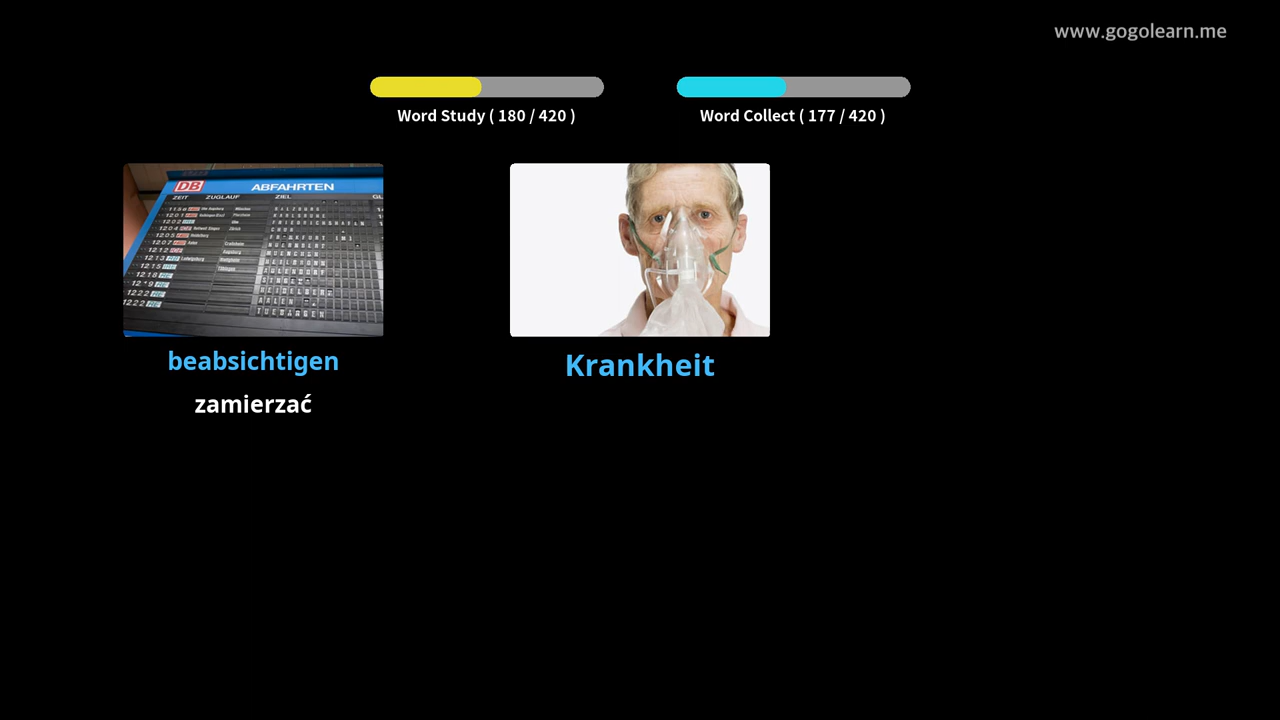 www.gogolearn.me
Word Study ( 180 / 420 )
Word Collect ( 177 / 420 )
DB ABFAHRTEN
ZEIT ZUGLAUF ZIEL
beabsichtigen
zamierzać
Krankheit